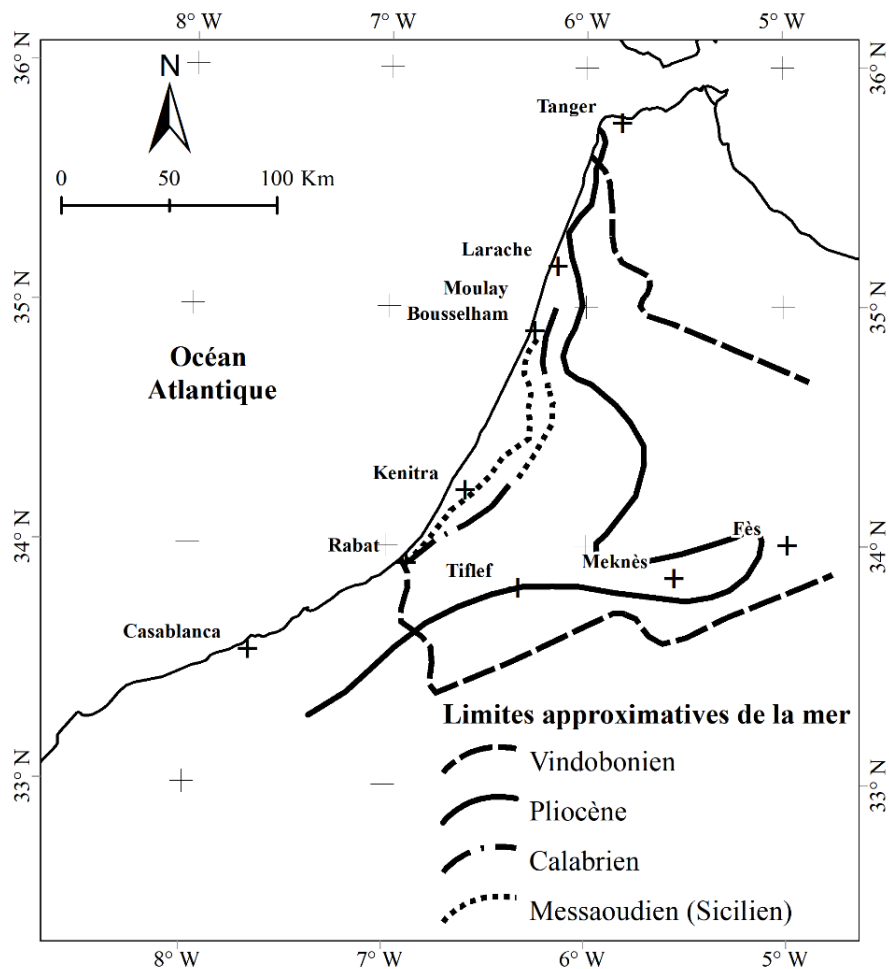 8° W 7° W 6° W 5° W
36° N 36° N
N
Tanger
0 50 100 Km
Larache
Moulay
Bousselham
35° N 35° N
Océan
Atlantique
Kenitra
Rabat
Fès
34° N 34° N
Meknès
Tiflef
Casablanca
Limites approximatives de la mer
Vindobonien
33° N 33° N
Pliocène
Calabrien
Messaoudien (Sicilien)
8° W 7° W 6° W 5° W